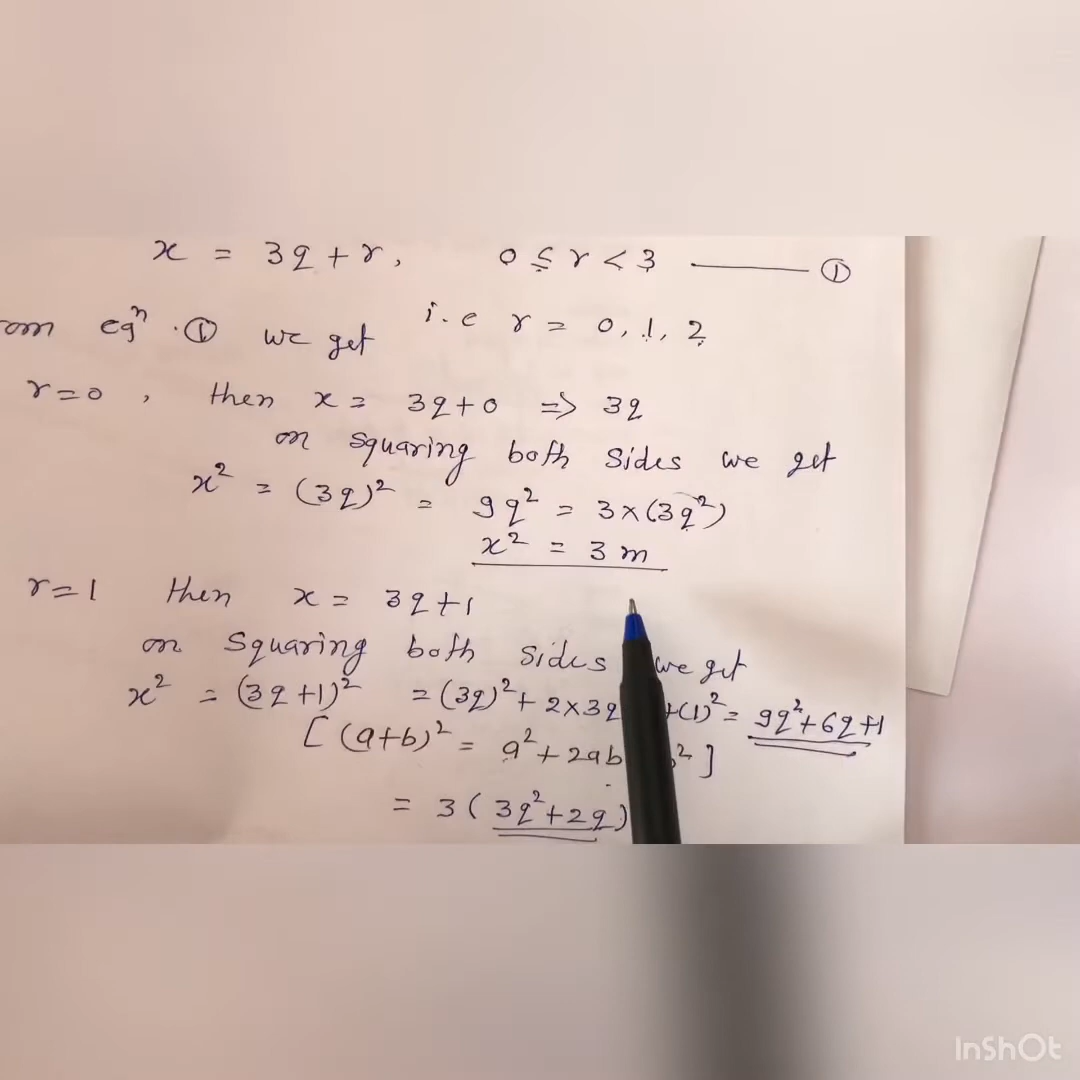 x = 3q + r, 0 ≤ r < 3 ——— ①
i.e r = 0, 1, 2
om eqⁿ . ① we get
r = 0 , then x = 3q + 0 => 3q
on squaring both sides we get
x² = (3q)² = 9q² = 3 × (3q²)
x² = 3 m
r = 1 then x = 3q + 1
on Squaring both sides we get
x² = (3q + 1)² = (3q)² + 2×3q + (1)² = 9q² + 6q + 1
[ (a+b)² = a² + 2ab b² ]
= 3 ( 3q² + 2q )
InShOt